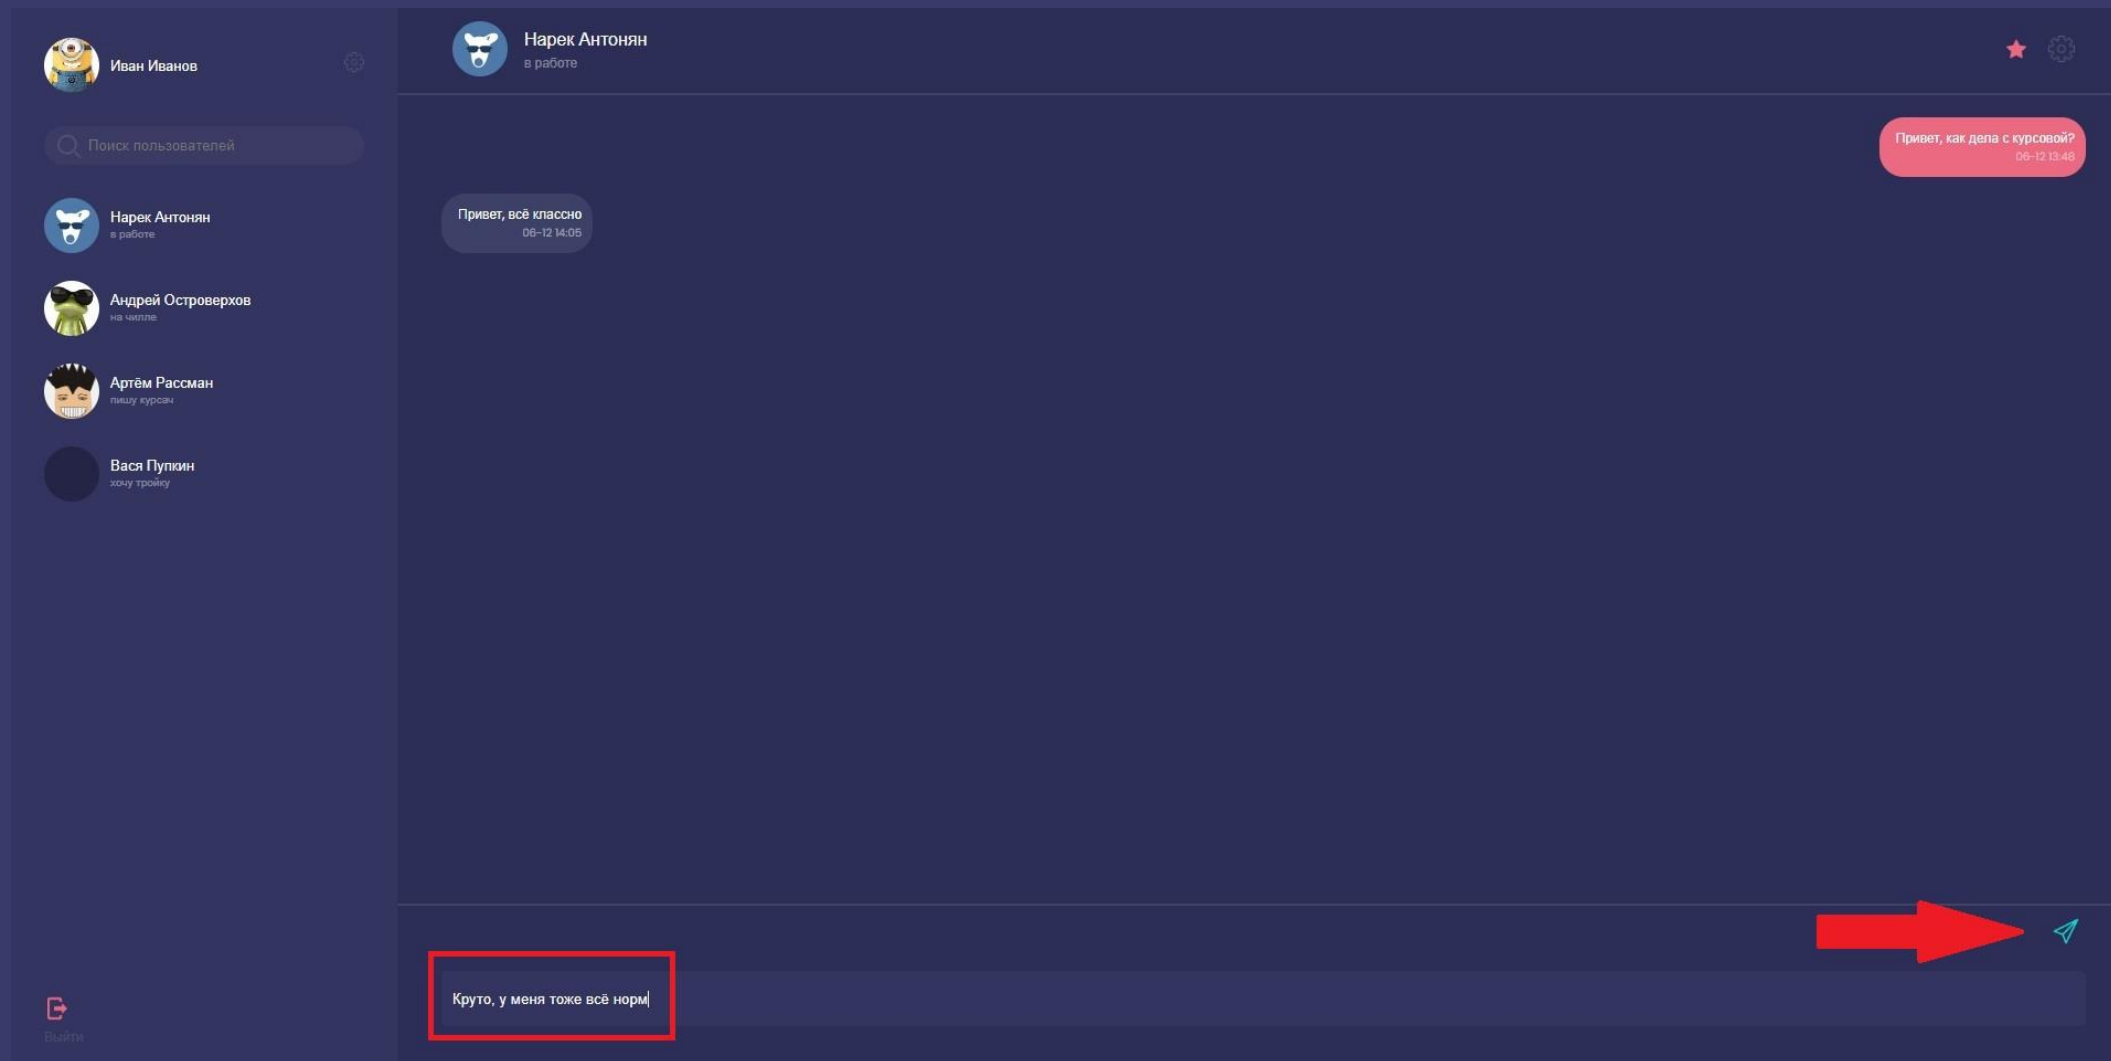 Иван Иванов
Поиск пользователей
Нарек Антонян
в работе
Андрей Островерхов
на чилле
Артём Рассман
пишу курсач
Вася Пупкин
хочу тройку
Выйти
Нарек Антонян
в работе
Привет, как дела с курсовой?
06-12 13:48
Привет, всё классно
06-12 14:05
Круто, у меня тоже всё норм